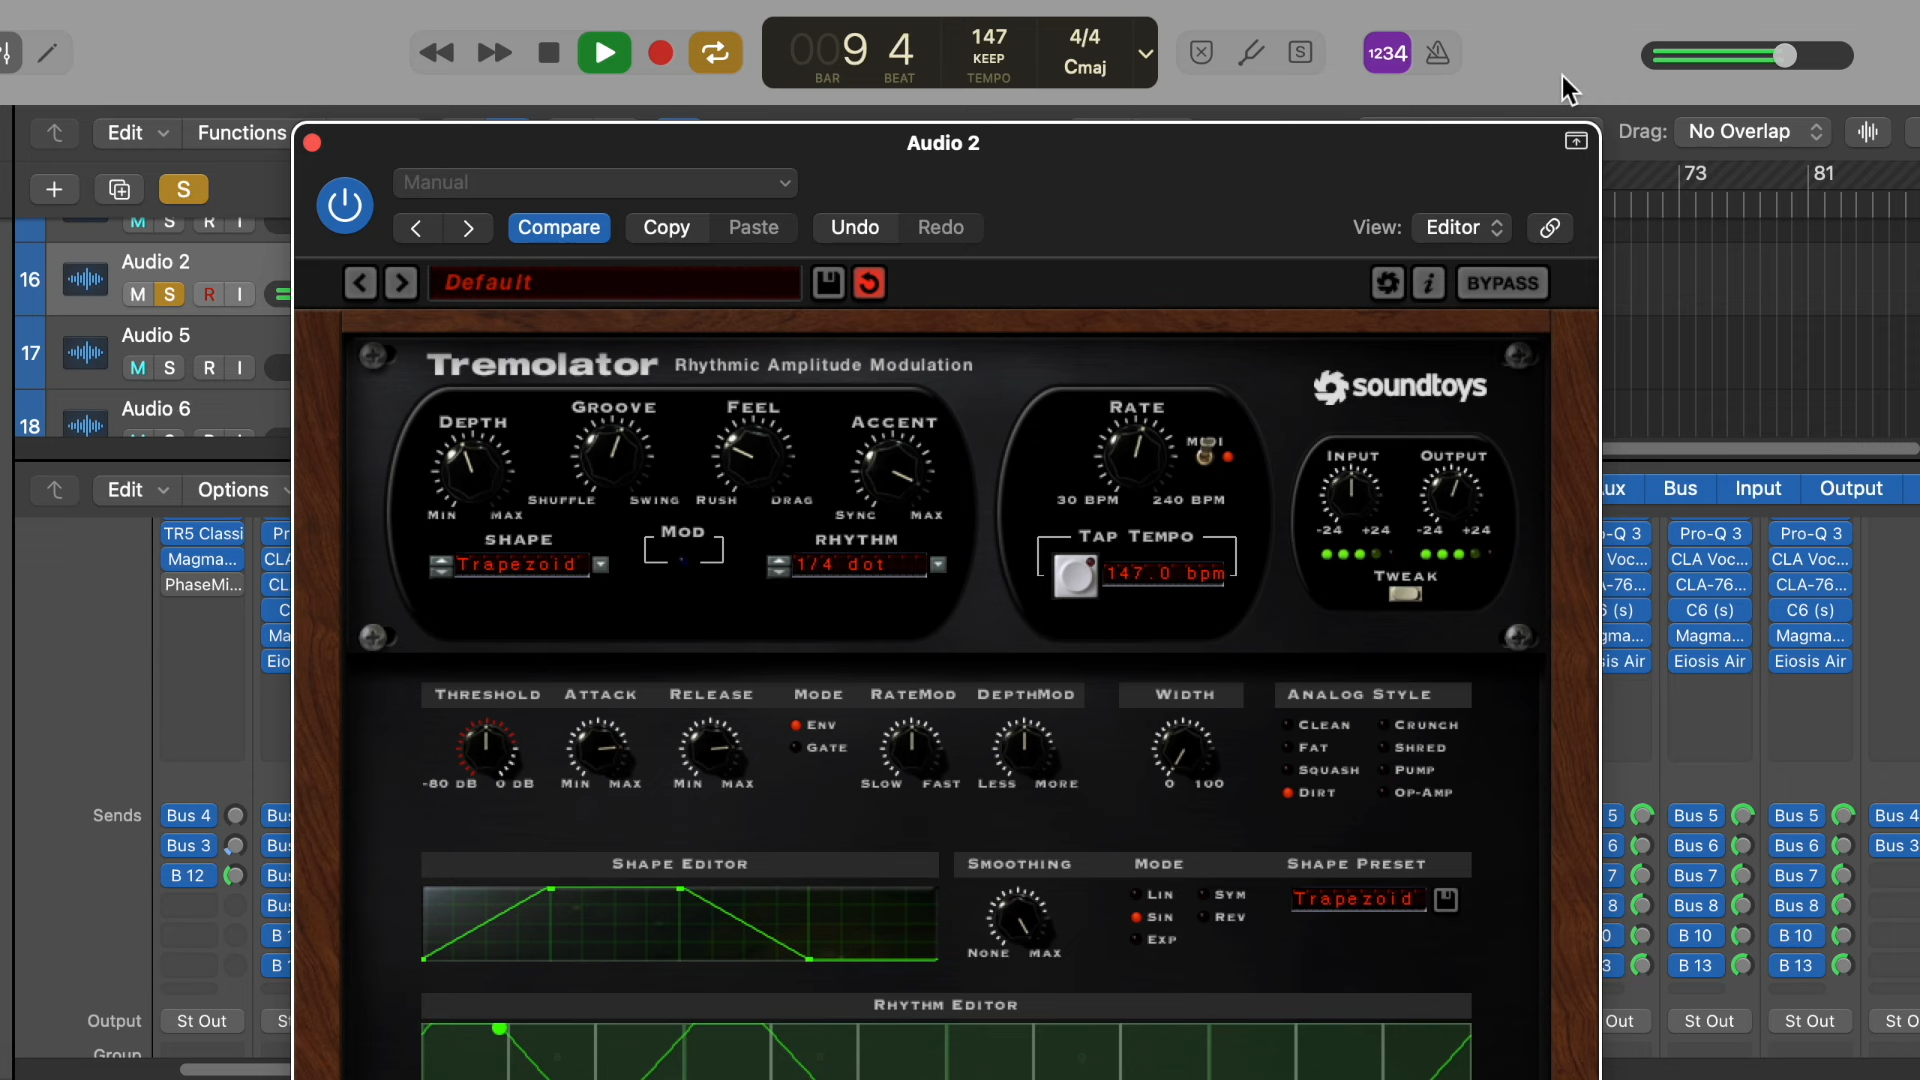 009 4
BAR BEAT
147
KEEP
TEMPO
4/4
Cmaj
S
1234
Edit
Functions
Audio 2
Drag: No Overlap
S
Manual
73
81
M S R I
Compare
Copy
Paste
Undo
Redo
View: Editor
16
Audio 2
M S R I
Default
i
BYPASS
17
Audio 5
M S R I
18
Audio 6
Tremolator Rhythmic Amplitude Modulation
soundtoys
DEPTH
GROOVE
FEEL
ACCENT
RATE
MIDI
INPUT
OUTPUT
MIN MAX
SHUFFLE SWING
RUSH DRAG
SYNC MAX
30 BPM 240 BPM
-24 +24
-24 +24
SHAPE
MOD
RHYTHM
TAP TEMPO
Trapezoid
1/4 dot
147.0 bpm
TWEAK
Edit
Options
Bus
Input
Output
TR5 Classi
Magma...
PhaseMi...
Pro-Q 3
CLA Voc...
CLA-76...
C6 (s)
Magma...
Eiosis Air
Pro-Q 3
CLA Voc...
CLA-76...
C6 (s)
Magma...
Eiosis Air
THRESHOLD
ATTACK
RELEASE
MODE
RATEMOD
DEPTHMOD
WIDTH
ANALOG STYLE
ENV
GATE
CLEAN
CRUNCH
FAT
SHRED
SQUASH
PUMP
DIRT
OP-AMP
-80 DB 0 DB
MIN MAX
MIN MAX
SLOW FAST
LESS MORE
0 100
Sends
Bus 4
Bus 3
B 12
SHAPE EDITOR
SMOOTHING
MODE
SHAPE PRESET
NONE MAX
LIN
SYM
SIN
REV
EXP
Trapezoid
Bus 5
Bus 6
Bus 7
Bus 8
B 10
B 13
Bus 5
Bus 6
Bus 7
Bus 8
B 10
B 13
Bus 4
Bus 3
RHYTHM EDITOR
Output
St Out
St Out
St Out
Group